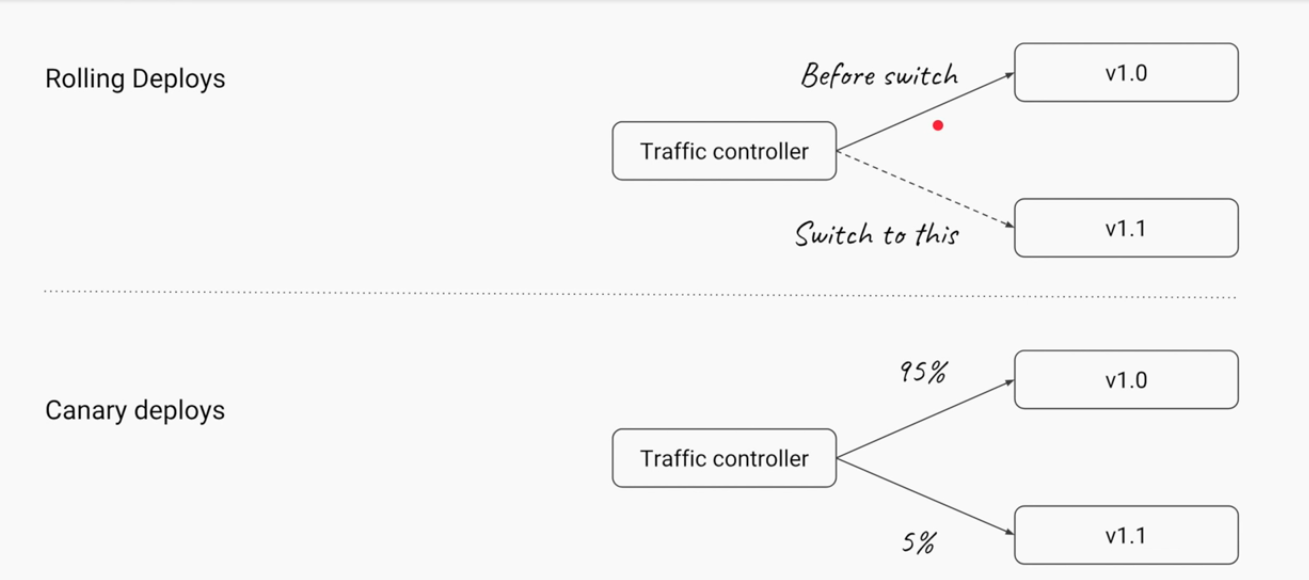 Rolling Deploys
Before switch
v1.0
Traffic controller
Switch to this
v1.1
Canary deploys
95%
v1.0
Traffic controller
5%
v1.1